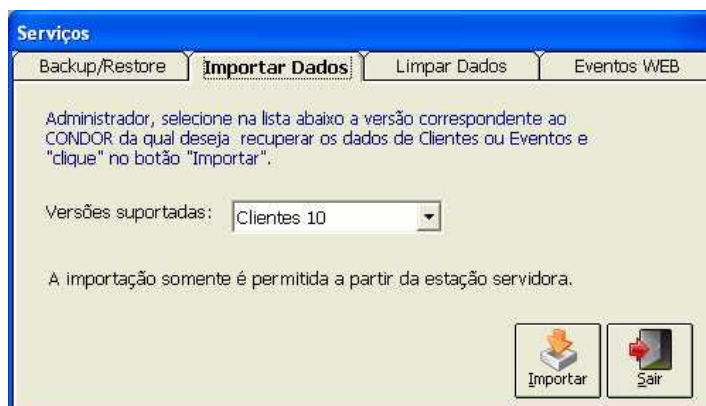 Serviços
Backup/Restore Importar Dados Limpar Dados Eventos WEB
Administrador, selecione na lista abaixo a versão correspondente ao
CONDOR da qual deseja recuperar os dados de Clientes ou Eventos e
"clique" no botão "Importar".
Versões suportadas: Clientes 10
A importação somente é permitida a partir da estação servidora.
Importar Sair